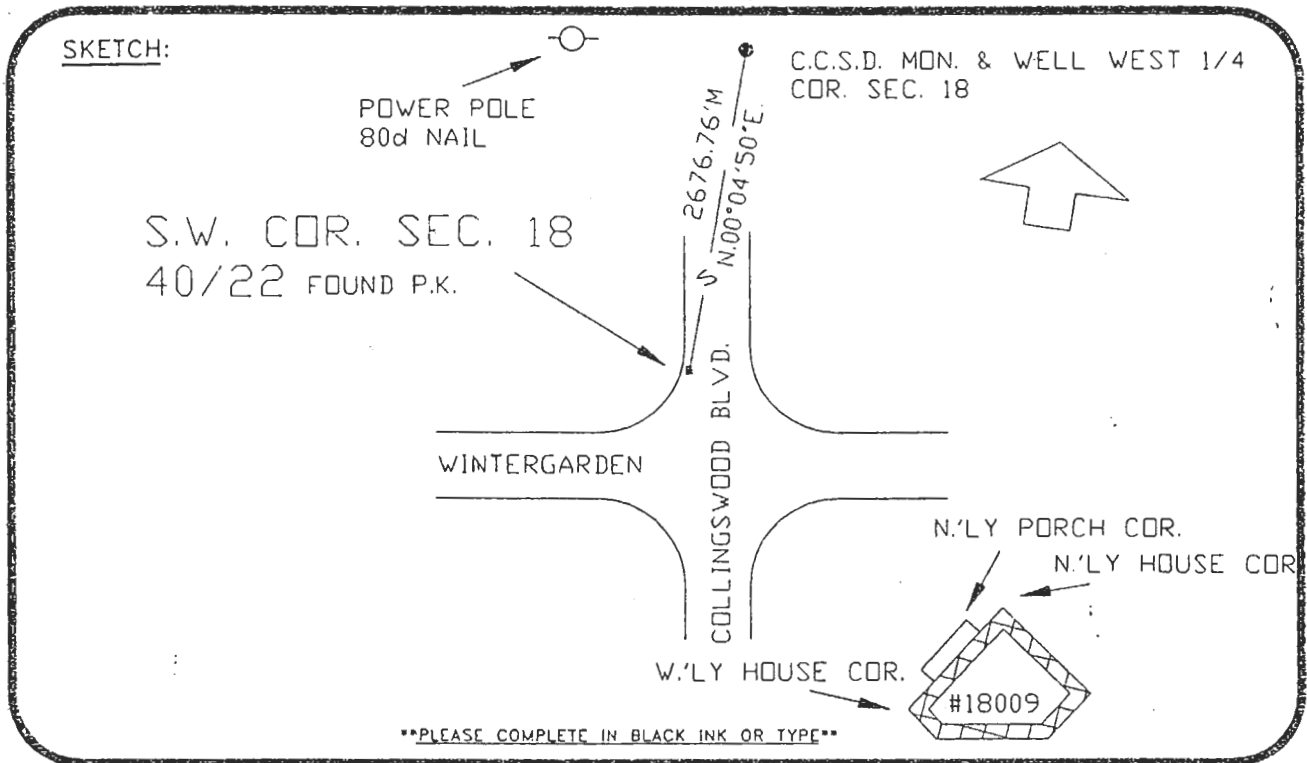 SKETCH:
POWER POLE
80d NAIL
C.C.S.D. MON. & WELL WEST 1/4
COR. SEC. 18
2676.76'M
N.00°04'50"E.
S.W. COR. SEC. 18
40/22 FOUND P.K.
S
WINTERGARDEN
COLLINGSWOOD BLVD.
N.'LY PORCH COR.
N.'LY HOUSE COR
W.'LY HOUSE COR.
#18009
**PLEASE COMPLETE IN BLACK INK OR TYPE**